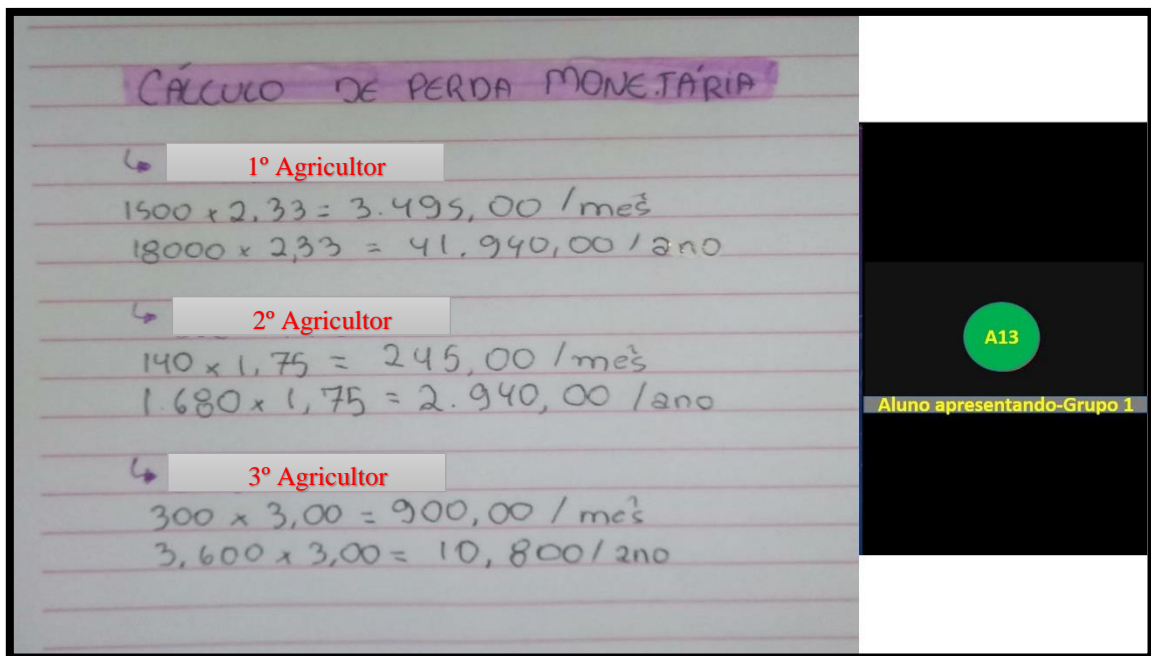 CÁLCULO DE PERDA MONETÁRIA
1º Agricultor
1500 x 2,33 = 3.495,00 / mês
18000 x 2,33 = 41.940,00 / ano
2º Agricultor
140 x 1,75 = 245,00 / mês
1.680 x 1,75 = 2.940,00 / ano
3º Agricultor
300 x 3,00 = 900,00 / mês
3,600 x 3,00 = 10,800 / ano
A13
Aluno apresentando-Grupo 1